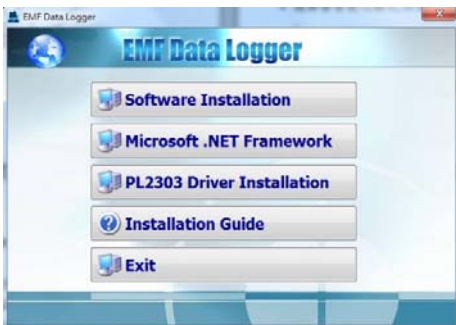 EMF Data Logger
EMF Data Logger
Software Installation
Microsoft .NET Framework
PL2303 Driver Installation
Installation Guide
Exit